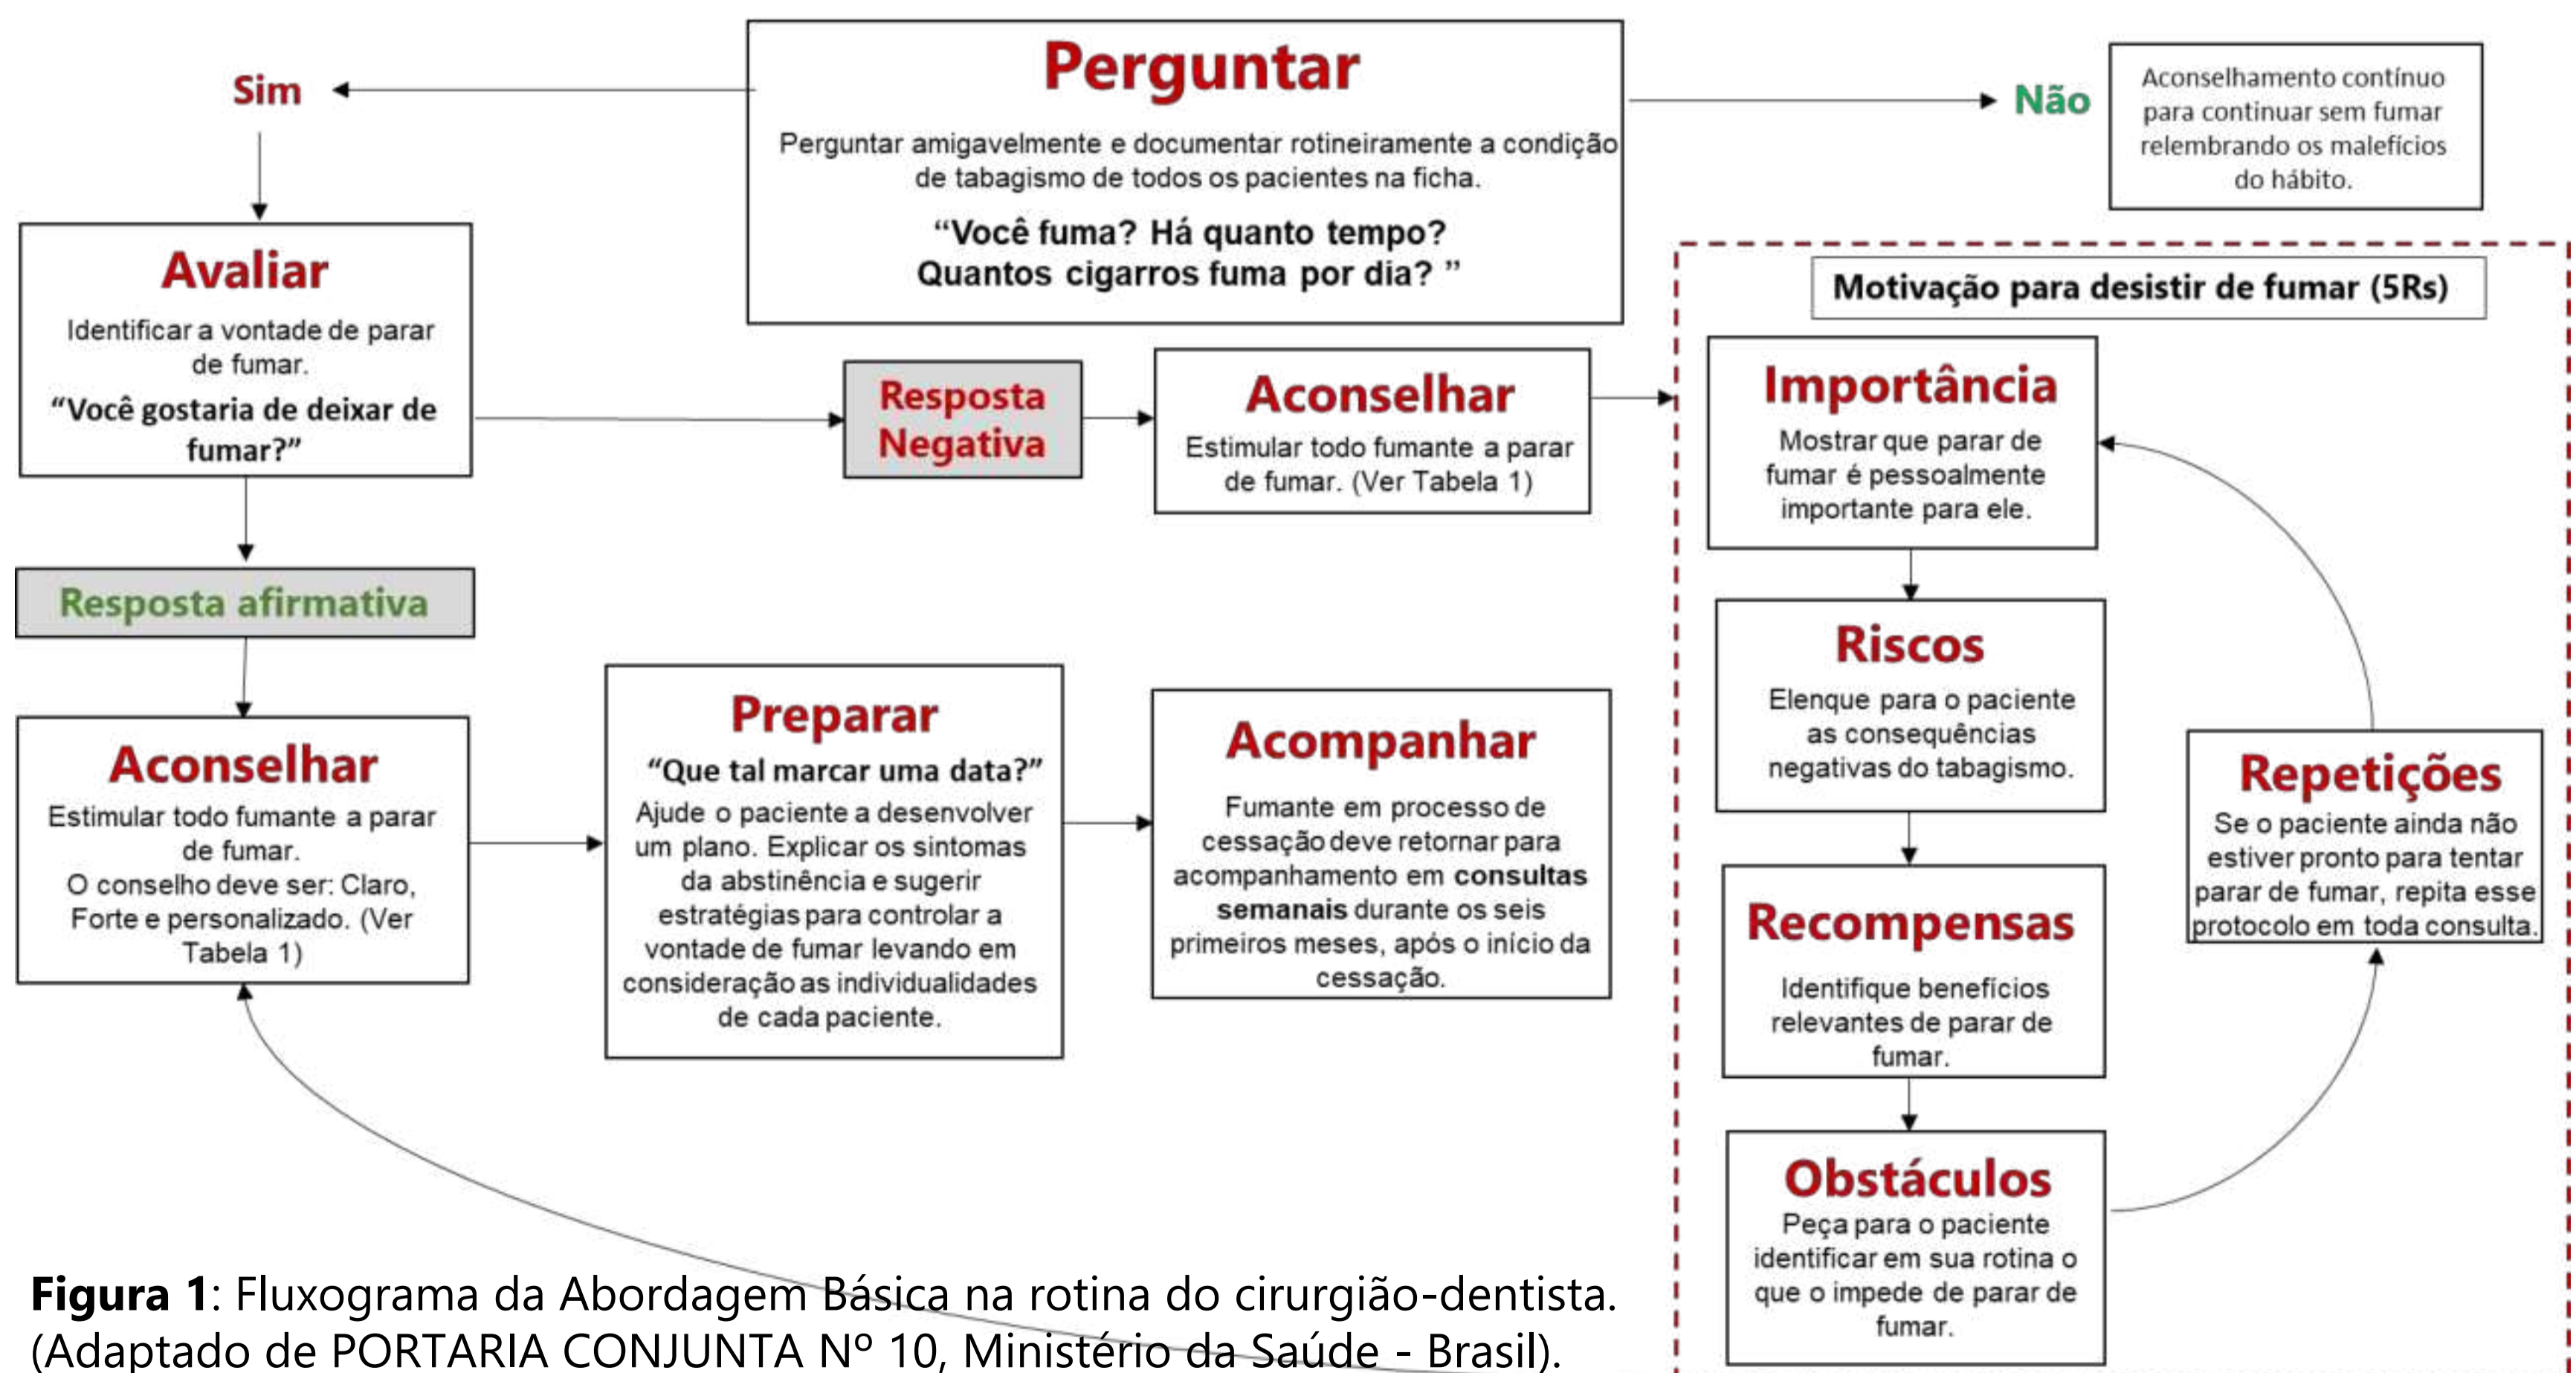 Perguntar
Perguntar amigavelmente e documentar rotineiramente a condição
de tabagismo de todos os pacientes na ficha.
“Você fuma? Há quanto tempo?
Quantos cigarros fuma por dia? ”
Sim
Não
Aconselhamento contínuo
para continuar sem fumar
relembrando os malefícios
do hábito.
Avaliar
Identificar a vontade de parar
de fumar.
“Você gostaria de deixar de
fumar?”
Resposta
Negativa
Aconselhar
Estimular todo fumante a parar
de fumar. (Ver Tabela 1)
Resposta afirmativa
Aconselhar
Estimular todo fumante a parar
de fumar.
O conselho deve ser: Claro,
Forte e personalizado. (Ver
Tabela 1)
Preparar
“Que tal marcar uma data?”
Ajude o paciente a desenvolver
um plano. Explicar os sintomas
da abstinência e sugerir
estratégias para controlar a
vontade de fumar levando em
consideração as individualidades
de cada paciente.
Acompanhar
Fumante em processo de
cessação deve retornar para
acompanhamento em consultas
semanais durante os seis
primeiros meses, após o início da
cessação.
Motivação para desistir de fumar (5Rs)
Importância
Mostrar que parar de
fumar é pessoalmente
importante para ele.
Riscos
Elenque para o paciente
as consequências
negativas do tabagismo.
Recompensas
Identifique benefícios
relevantes de parar de
fumar.
Obstáculos
Peça para o paciente
identificar em sua rotina o
que o impede de parar de
fumar.
Repetições
Se o paciente ainda não
estiver pronto para tentar
parar de fumar, repita esse
protocolo em toda consulta.
Figura 1: Fluxograma da Abordagem Básica na rotina do cirurgião-dentista.
(Adaptado de PORTARIA CONJUNTA Nº 10, Ministério da Saúde - Brasil).